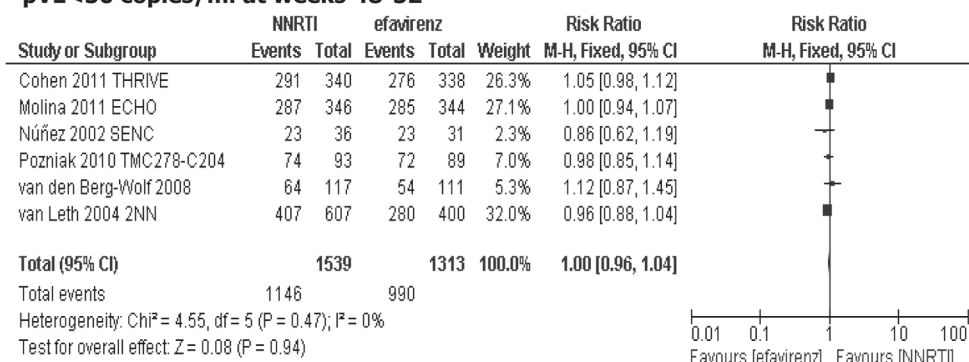 pVL <50 copies/ml at weeks 48-52
NNRTI efavirenz Risk Ratio Risk Ratio
Study or Subgroup Events Total Events Total Weight M-H, Fixed, 95% CI M-H, Fixed, 95% CI
Cohen 2011 THRIVE 291 340 276 338 26.3% 1.05 [0.98, 1.12]
Molina 2011 ECHO 287 346 285 344 27.1% 1.00 [0.94, 1.07]
Núñez 2002 SENC 23 36 23 31 2.3% 0.86 [0.62, 1.19]
Pozniak 2010 TMC278-C204 74 93 72 89 7.0% 0.98 [0.85, 1.14]
van den Berg-Wolf 2008 64 117 54 111 5.3% 1.12 [0.87, 1.45]
van Leth 2004 2NN 407 607 280 400 32.0% 0.96 [0.88, 1.04]
Total (95% CI) 1539 1313 100.0% 1.00 [0.96, 1.04]
Total events 1146 990
Heterogeneity: Chi² = 4.55, df = 5 (P = 0.47); I² = 0%
Test for overall effect: Z = 0.08 (P = 0.94)
0.01 0.1 1 10 100
Favours [efavirenz] Favours [NNRTI]